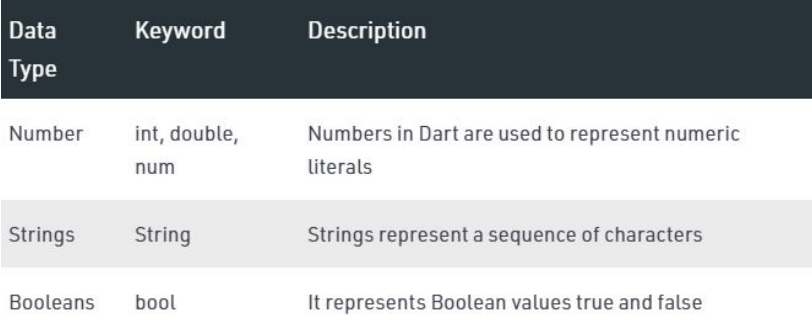 Data Type Keyword Description
Number int, double, num Numbers in Dart are used to represent numeric literals
Strings String Strings represent a sequence of characters
Booleans bool It represents Boolean values true and false